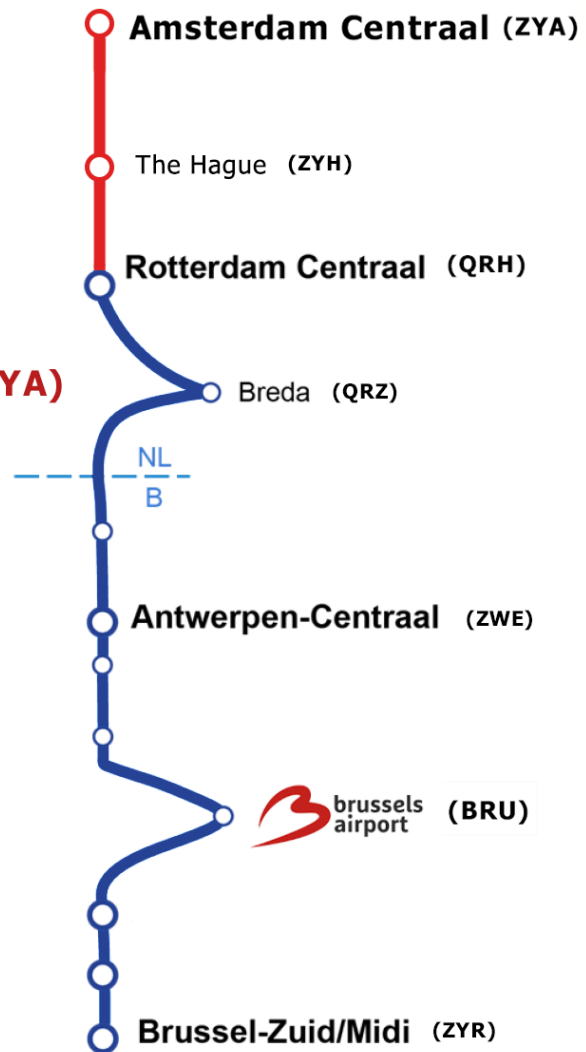 Amsterdam Centraal (ZYA)
The Hague (ZYH)
Rotterdam Centraal (QRH)
YA)
Breda (QRZ)
NL
B
Antwerpen-Centraal (ZWE)
brussels
airport (BRU)
Brussel-Zuid/Midi (ZYR)